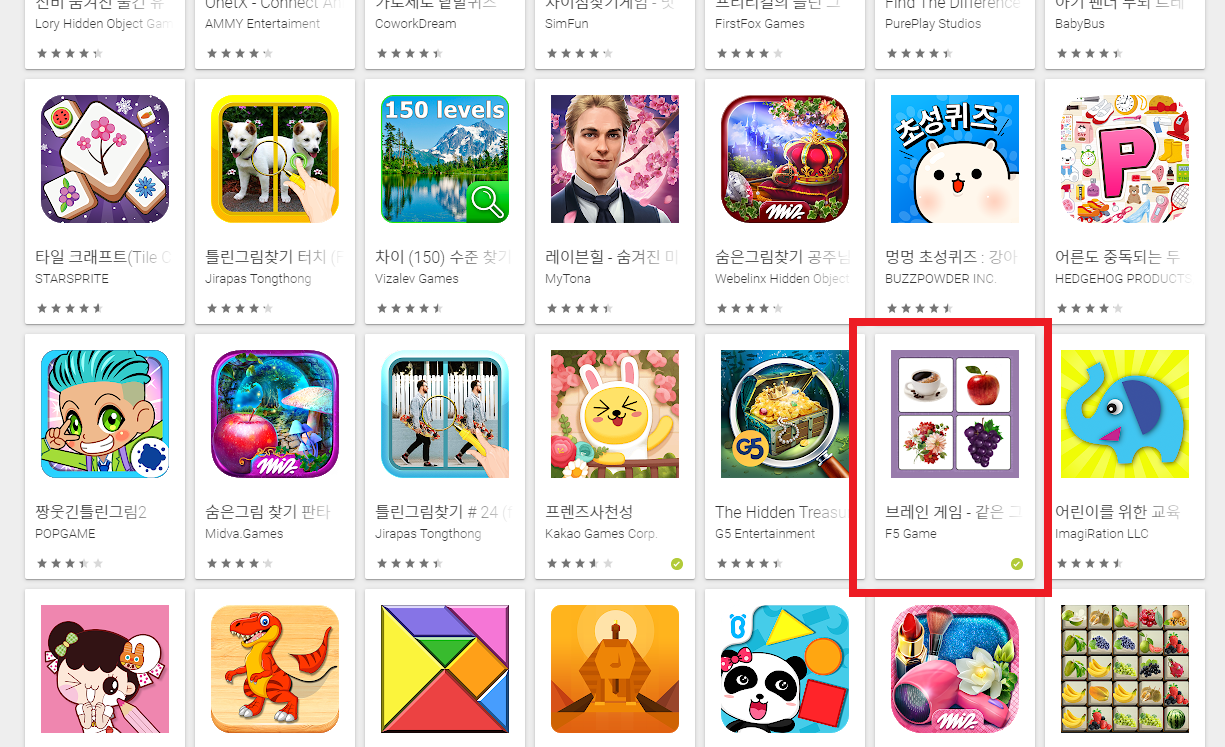 Lory Hidden Object Gam
AMMY Entertaiment
CoworkDream
SimFun
FirstFox Games
Find The Difference
PurePlay Studios
BabyBus
150 levels
초성퀴즈
타일 크래프트(Tile C
STARSPRITE
틀린그림찾기 터치 (F
Jirapas Tongthong
차이 (150) 수준 찾기
Vizalev Games
레이븐힐 - 숨겨진 미
MyTona
숨은그림찾기 공주님
Webelinx Hidden Object
멍멍 초성퀴즈 : 강아
BUZZPOWDER INC.
어른도 중독되는 두
HEDGEHOG PRODUCTS
G5
짱웃긴틀린그림2
POPGAME
숨은그림 찾기 판타
Midva.Games
틀린그림찾기 # 24 (f
Jirapas Tongthong
프렌즈사천성
Kakao Games Corp.
The Hidden Treasu
G5 Entertainment
브레인 게임 - 같은 그
F5 Game
어린이를 위한 교육
ImagiRation LLC